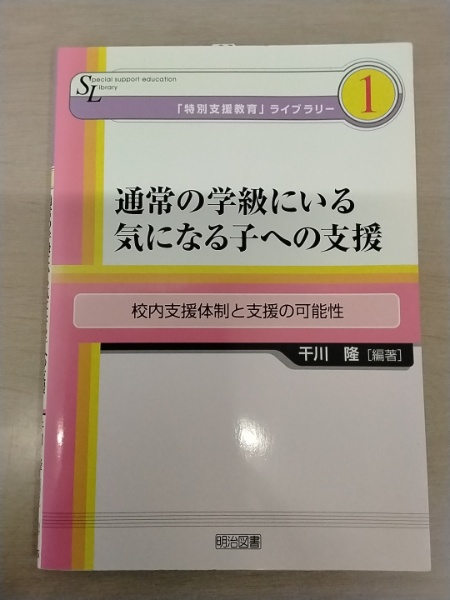 Special support education
Library
「特別支援教育」ライブラリー
1
通常の学級にいる
気になる子への支援
校内支援体制と支援の可能性
干川 隆 [編著]
明治図書